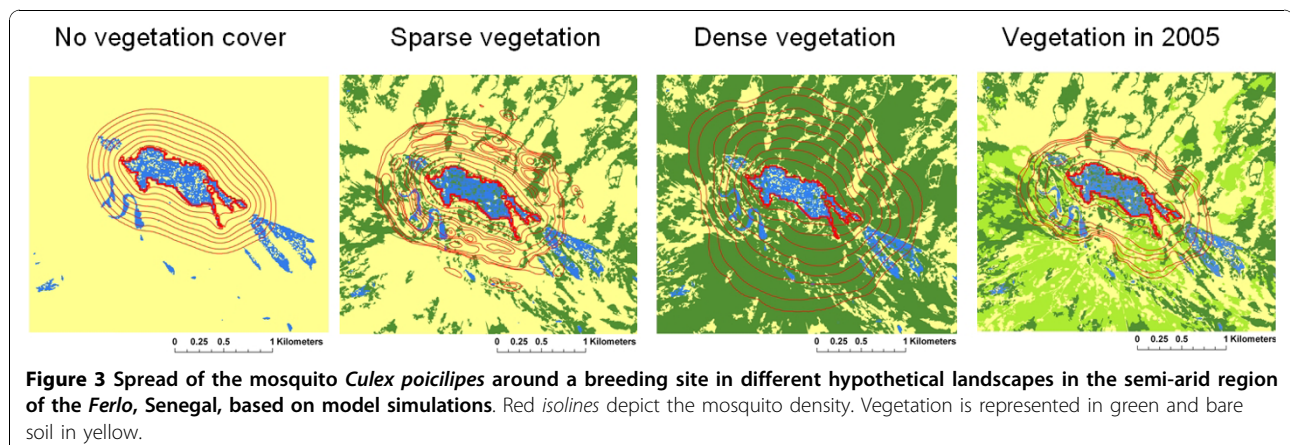 No vegetation cover
Sparse vegetation
Dense vegetation
Vegetation in 2005
0 0.25 0.5 1 Kilometers
0 0.25 0.5 1 Kilometers
0 0.25 0.5 1 Kilometers
0 0.25 0.5 1 Kilometers
Figure 3 Spread of the mosquito Culex poicilipes around a breeding site in different hypothetical landscapes in the semi-arid region
of the Ferlo, Senegal, based on model simulations. Red isolines depict the mosquito density. Vegetation is represented in green and bare
soil in yellow.